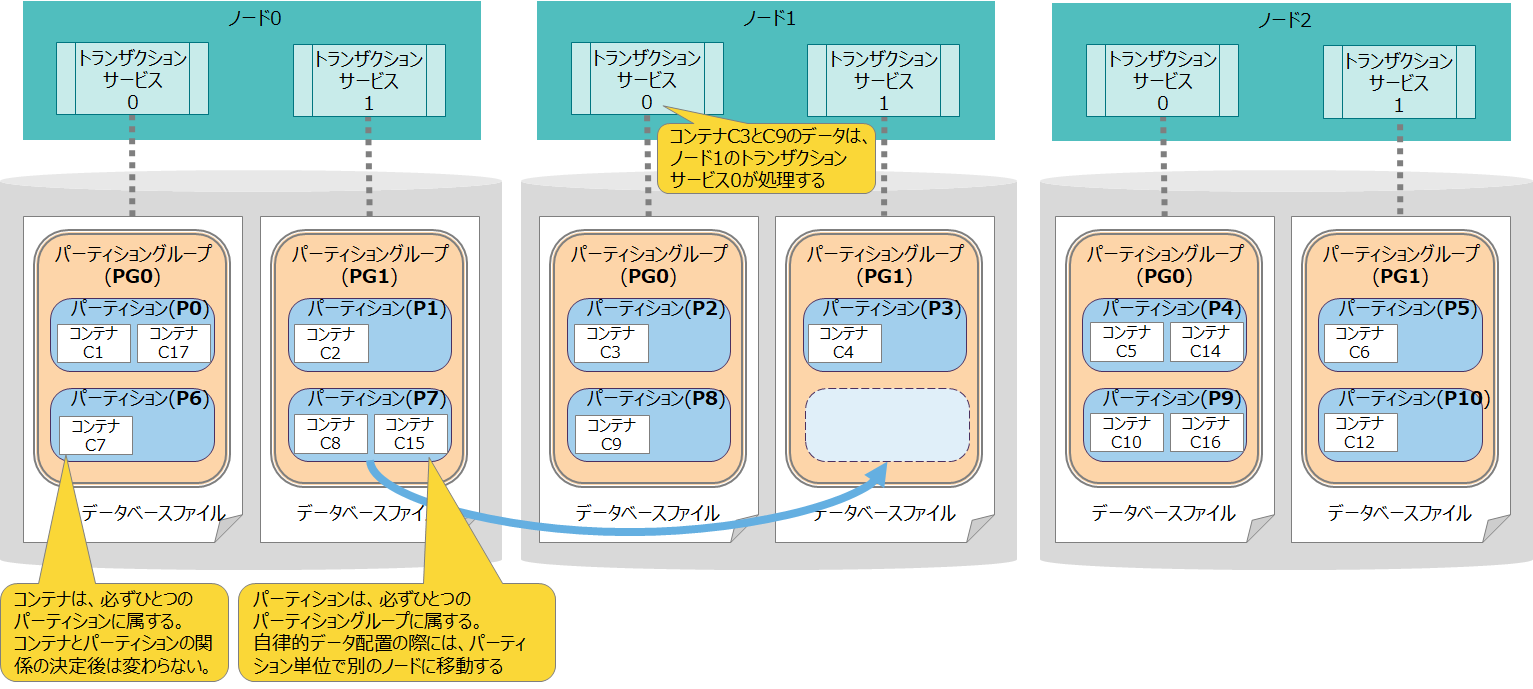 ノード0
トランザクション
サービス
0
トランザクション
サービス
1
ノード1
トランザクション
サービス
0
トランザクション
サービス
1
ノード2
トランザクション
サービス
0
トランザクション
サービス
1
コンテナC3とC9のデータは、
ノード1のトランザクション
サービス0が処理する
パーティショングループ
(PG0)
パーティション(P0)
コンテナ
C1
コンテナ
C17
パーティション(P6)
コンテナ
C7
データベースファイル
パーティショングループ
(PG1)
パーティション(P1)
コンテナ
C2
パーティション(P7)
コンテナ
C8
コンテナ
C15
データベースファイル
パーティショングループ
(PG0)
パーティション(P2)
コンテナ
C3
パーティション(P8)
コンテナ
C9
データベースファイル
パーティショングループ
(PG1)
パーティション(P3)
コンテナ
C4
データベースファイル
パーティショングループ
(PG0)
パーティション(P4)
コンテナ
C5
コンテナ
C14
パーティション(P9)
コンテナ
C10
コンテナ
C16
データベースファイル
パーティショングループ
(PG1)
パーティション(P5)
コンテナ
C6
パーティション(P10)
コンテナ
C12
データベースファイル
コンテナは、必ずひとつの
パーティションに属する。
コンテナとパーティションの関
係の決定後は変わらない。
パーティションは、必ずひとつの
パーティショングループに属する。
自律的データ配置の際には、パーティ
ション単位で別のノードに移動する